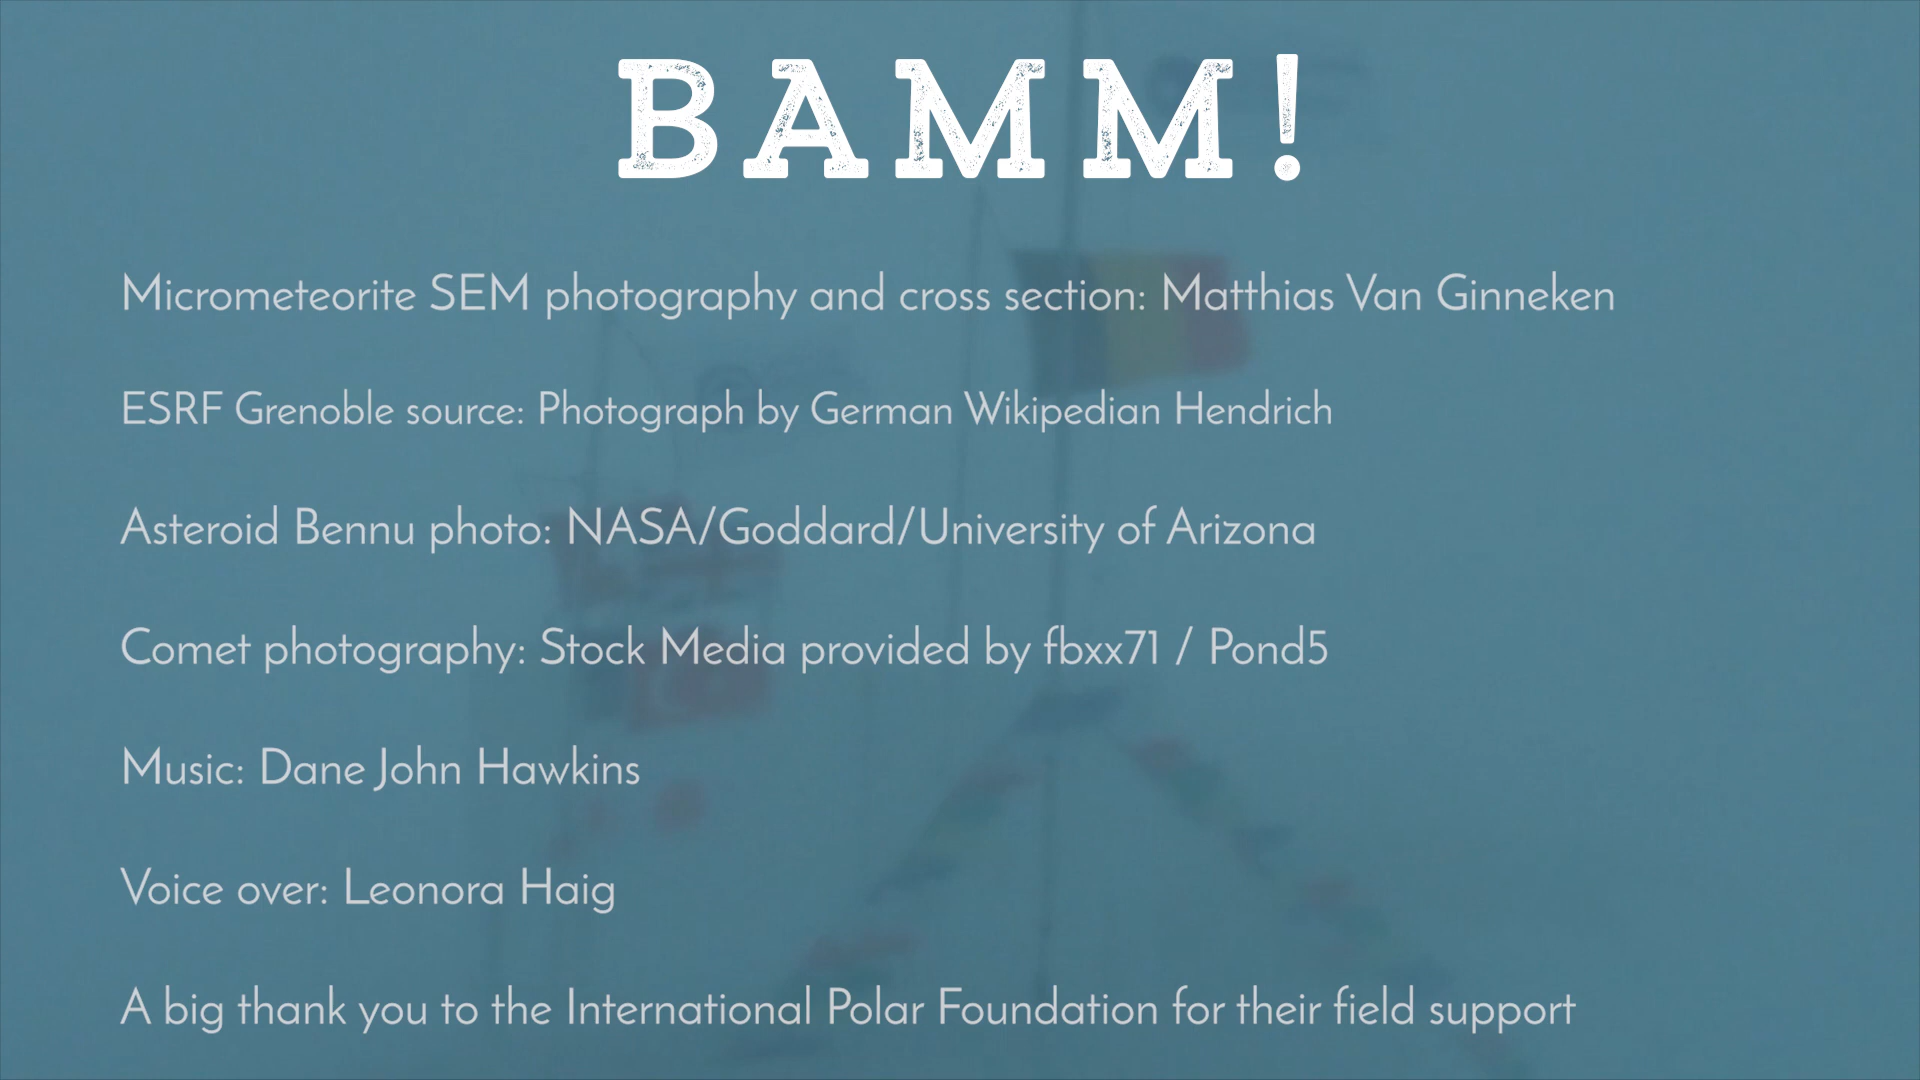 BAMM!
Micrometeorite SEM photography and cross section: Matthias Van Ginneken
ESRF Grenoble source: Photograph by German Wikipedian Hendrich
Asteroid Bennu photo: NASA/Goddard/University of Arizona
Comet photography: Stock Media provided by fbxx71 / Pond5
Music: Dane John Hawkins
Voice over: Leonora Haig
A big thank you to the International Polar Foundation for their field support